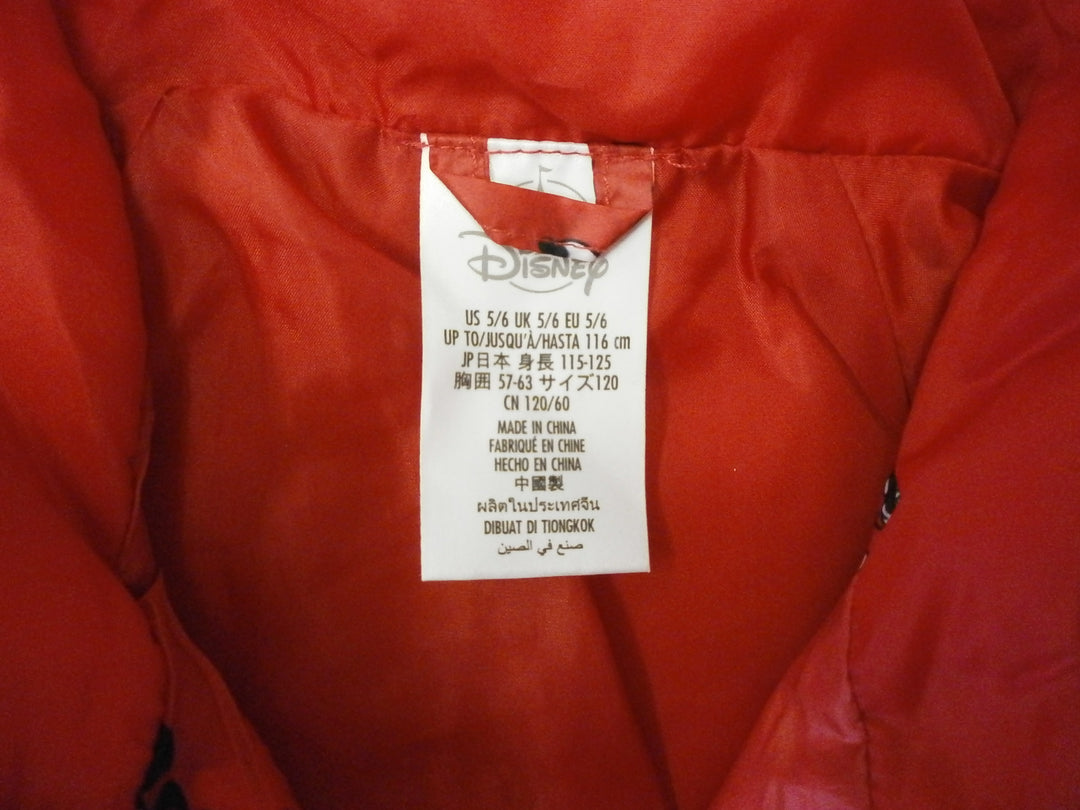 DISNEY
US 5/6 UK 5/6 EU 5/6
UP TO/JUSQU'À/HASTA 116 cm
JP日本 身長 115-125
胸囲 57-63 サイズ120
CN 120/60
MADE IN CHINA
FABRIQUÉ EN CHINE
HECHO EN CHINA
中國製
ผลิตในประเทศจีน
DIBUAT DI TIONGKOK
صنع في الصين